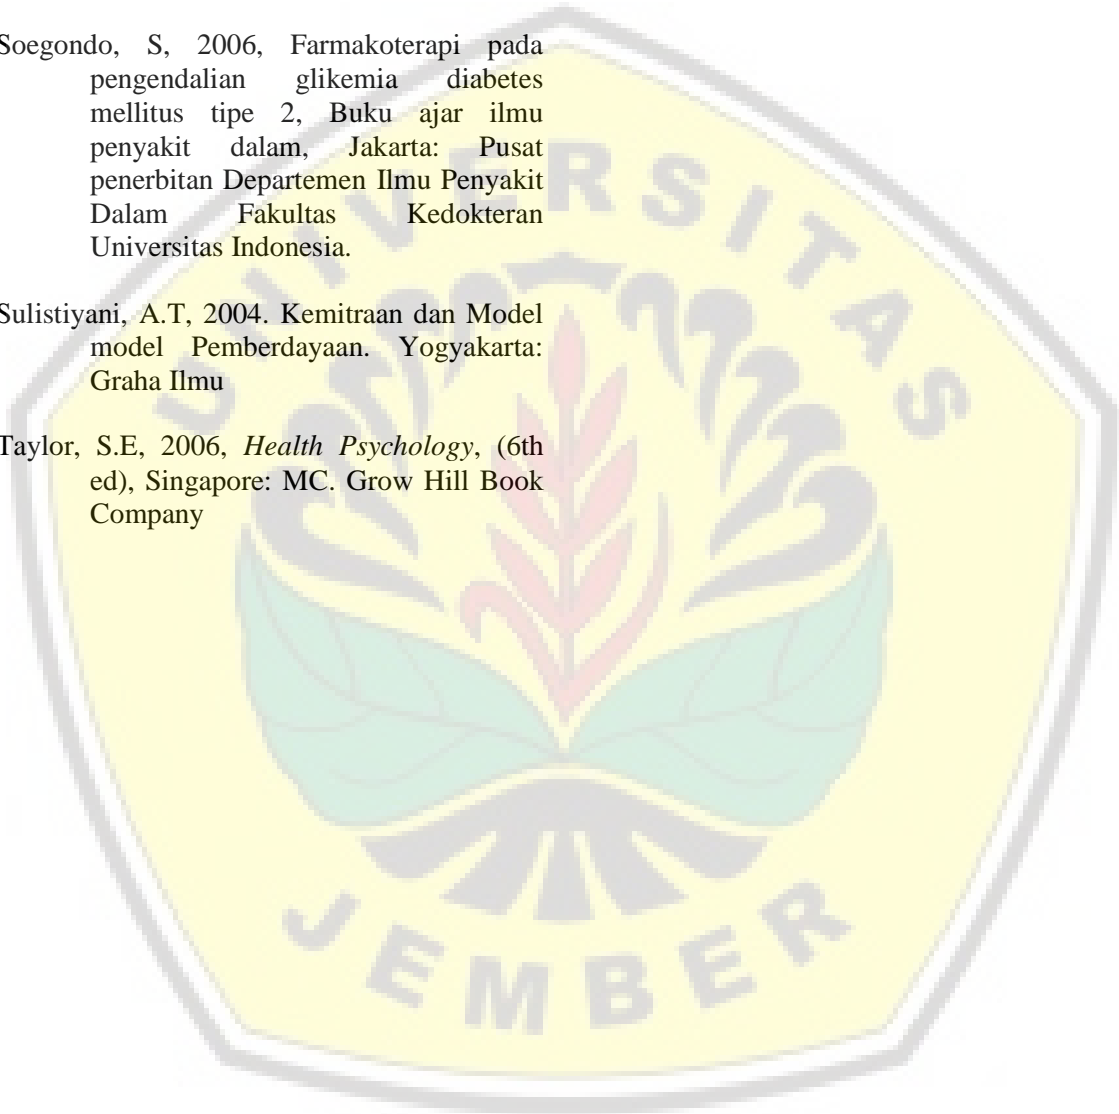 Soegondo, S, 2006, Farmakoterapi pada
pengendalian glikemia diabetes
mellitus tipe 2, Buku ajar ilmu
penyakit dalam, Jakarta: Pusat
penerbitan Departemen Ilmu Penyakit
Dalam Fakultas Kedokteran
Universitas Indonesia.
Sulistiyani, A.T, 2004. Kemitraan dan Model
model Pemberdayaan. Yogyakarta:
Graha Ilmu
Taylor, S.E, 2006, Health Psychology, (6th
ed), Singapore: MC. Grow Hill Book
Company
UNIVERSITAS
JEMBER